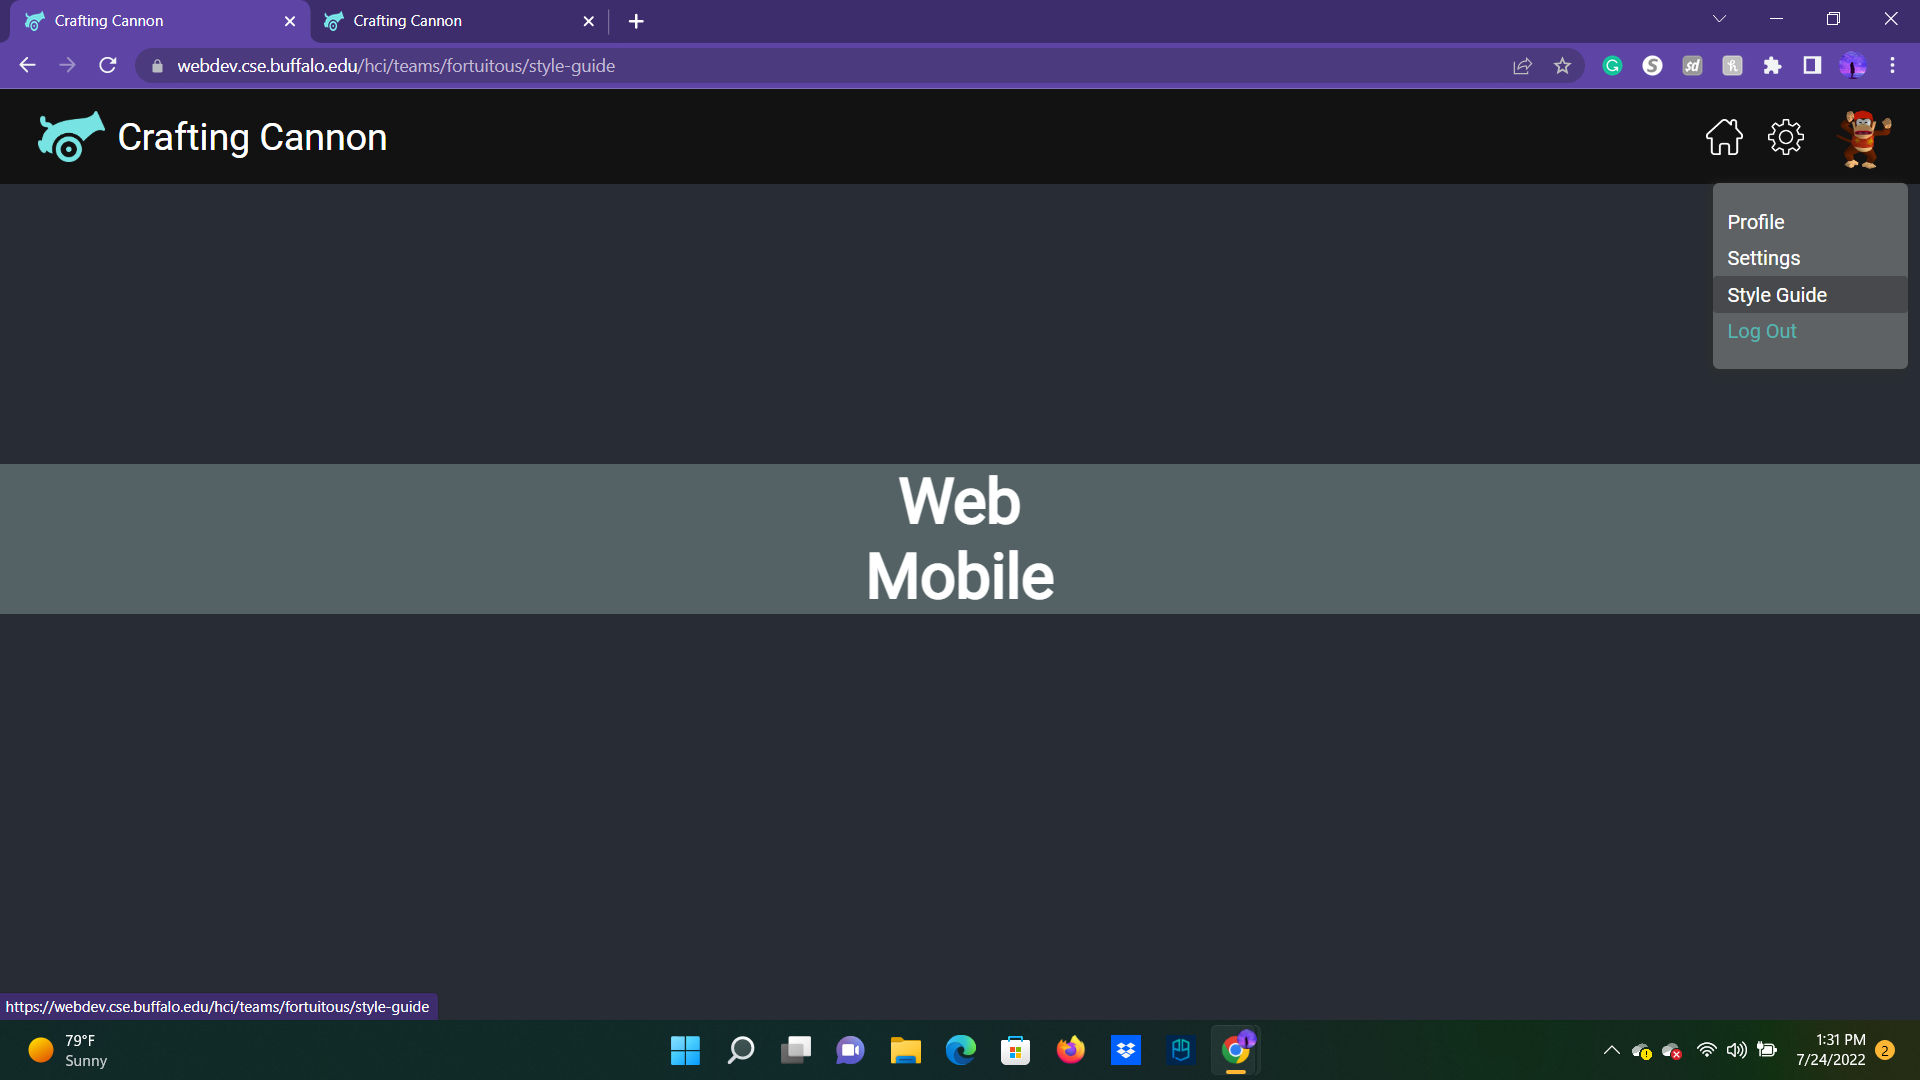 Crafting Cannon
Crafting Cannon
webdev.cse.buffalo.edu/hci/teams/fortuitous/style-guide
Crafting Cannon
Profile
Settings
Style Guide
Log Out
Web
Mobile
https://webdev.cse.buffalo.edu/hci/teams/fortuitous/style-guide
79°F
Sunny
1:31 PM
7/24/2022
2